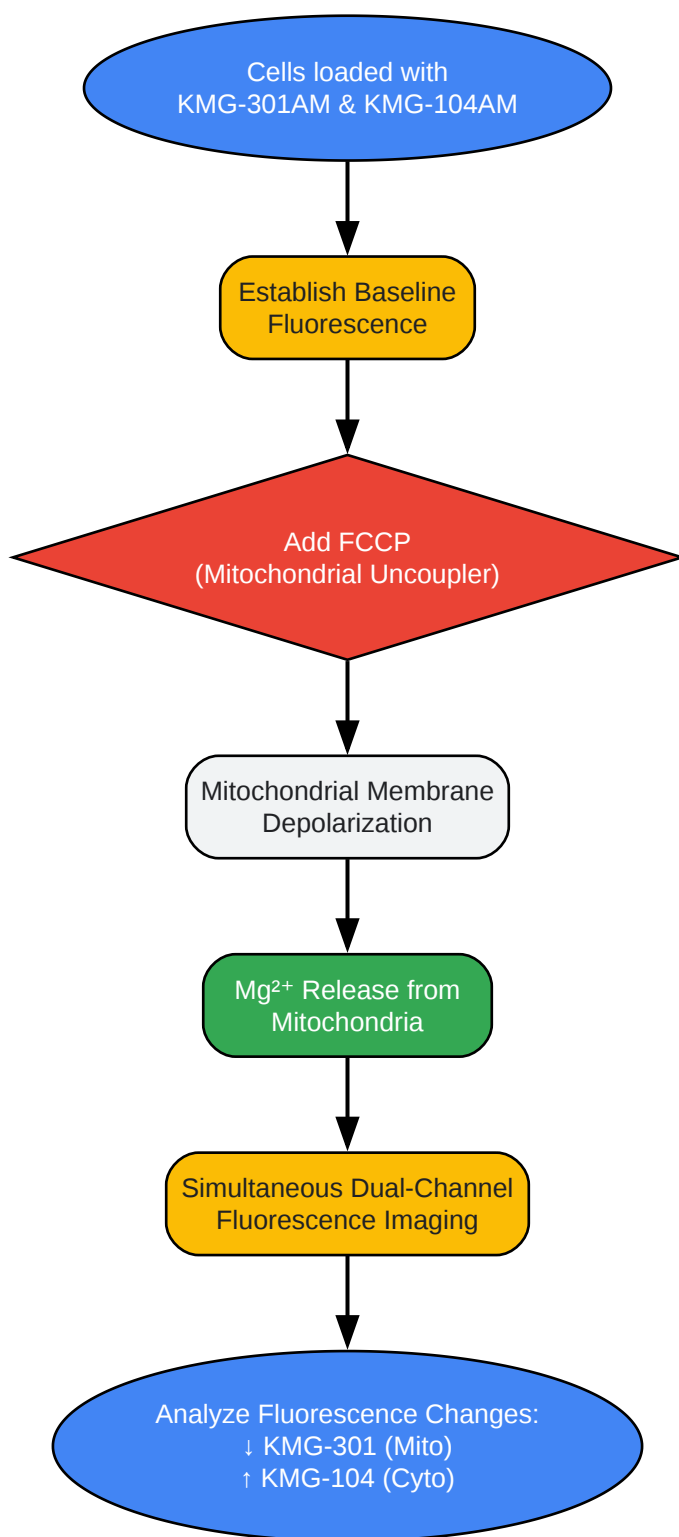 Cells loaded with
KMG-301AM & KMG-104AM
Establish Baseline
Fluorescence
Add FCCP
(Mitochondrial Uncoupler)
Mitochondrial Membrane
Depolarization
Mg²⁺ Release from
Mitochondria
Simultaneous Dual-Channel
Fluorescence Imaging
Analyze Fluorescence Changes:
↓ KMG-301 (Mito)
↑ KMG-104 (Cyto)